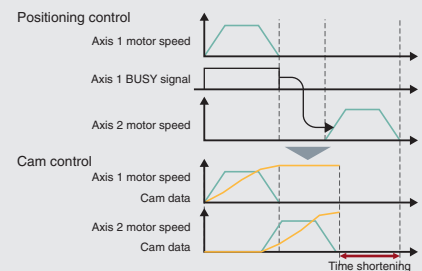 Positioning control
Axis 1 motor speed
Axis 1 BUSY signal
Axis 2 motor speed
Cam control
Axis 1 motor speed
Cam data
Axis 2 motor speed
Cam data
Time shortening